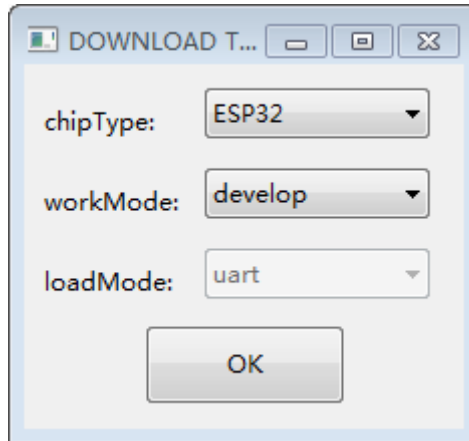 DOWNLOAD T...
chipType: ESP32
workMode: develop
loadMode: uart
OK